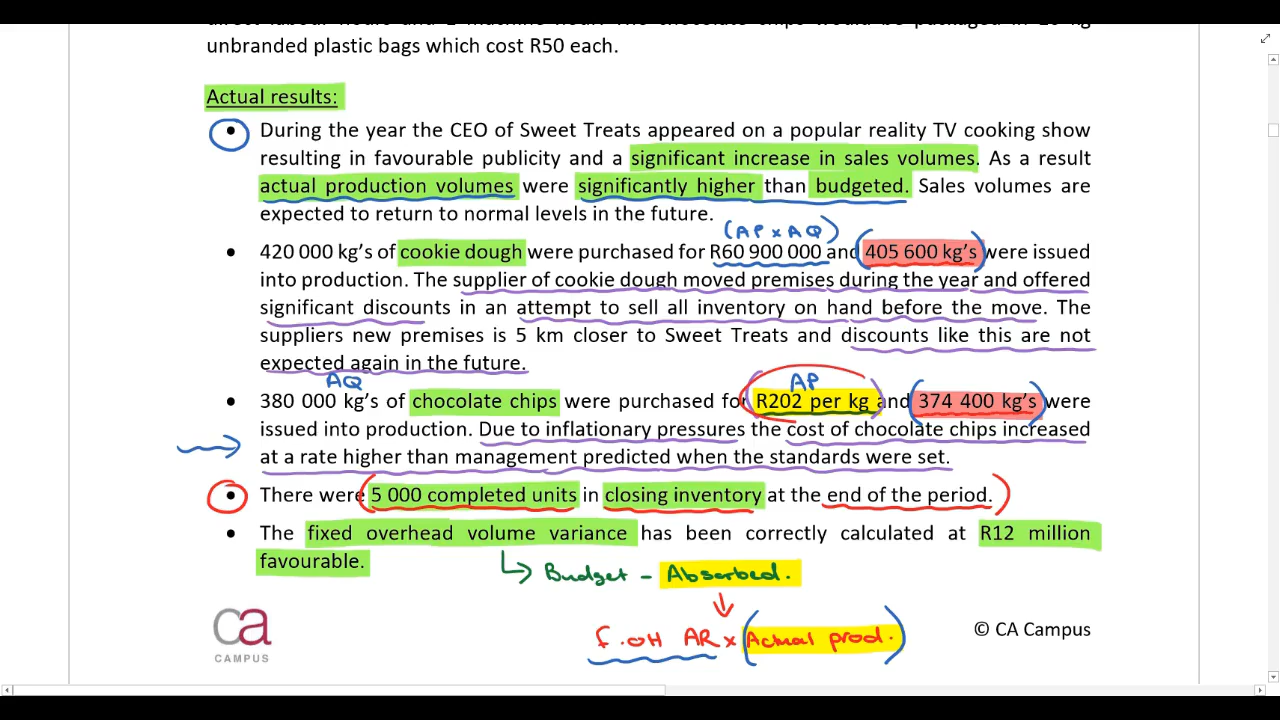 unbranded plastic bags which cost R50 each.
Actual results:
• During the year the CEO of Sweet Treats appeared on a popular reality TV cooking show
resulting in favourable publicity and a significant increase in sales volumes. As a result
actual production volumes were significantly higher than budgeted. Sales volumes are
expected to return to normal levels in the future.
(AP x AQ)
• 420 000 kg's of cookie dough were purchased for R60 900 000 and 405 600 kg's were issued
into production. The supplier of cookie dough moved premises during the year and offered
significant discounts in an attempt to sell all inventory on hand before the move. The
suppliers new premises is 5 km closer to Sweet Treats and discounts like this are not
expected again in the future.
AQ AP
• 380 000 kg's of chocolate chips were purchased for R202 per kg and 374 400 kg's were
issued into production. Due to inflationary pressures the cost of chocolate chips increased
at a rate higher than management predicted when the standards were set.
• There were 5 000 completed units in closing inventory at the end of the period.
• The fixed overhead volume variance has been correctly calculated at R12 million
favourable.
Budget - Absorbed.
f.OH AR x (Actual prod.)
ca
CAMPUS
© CA Campus